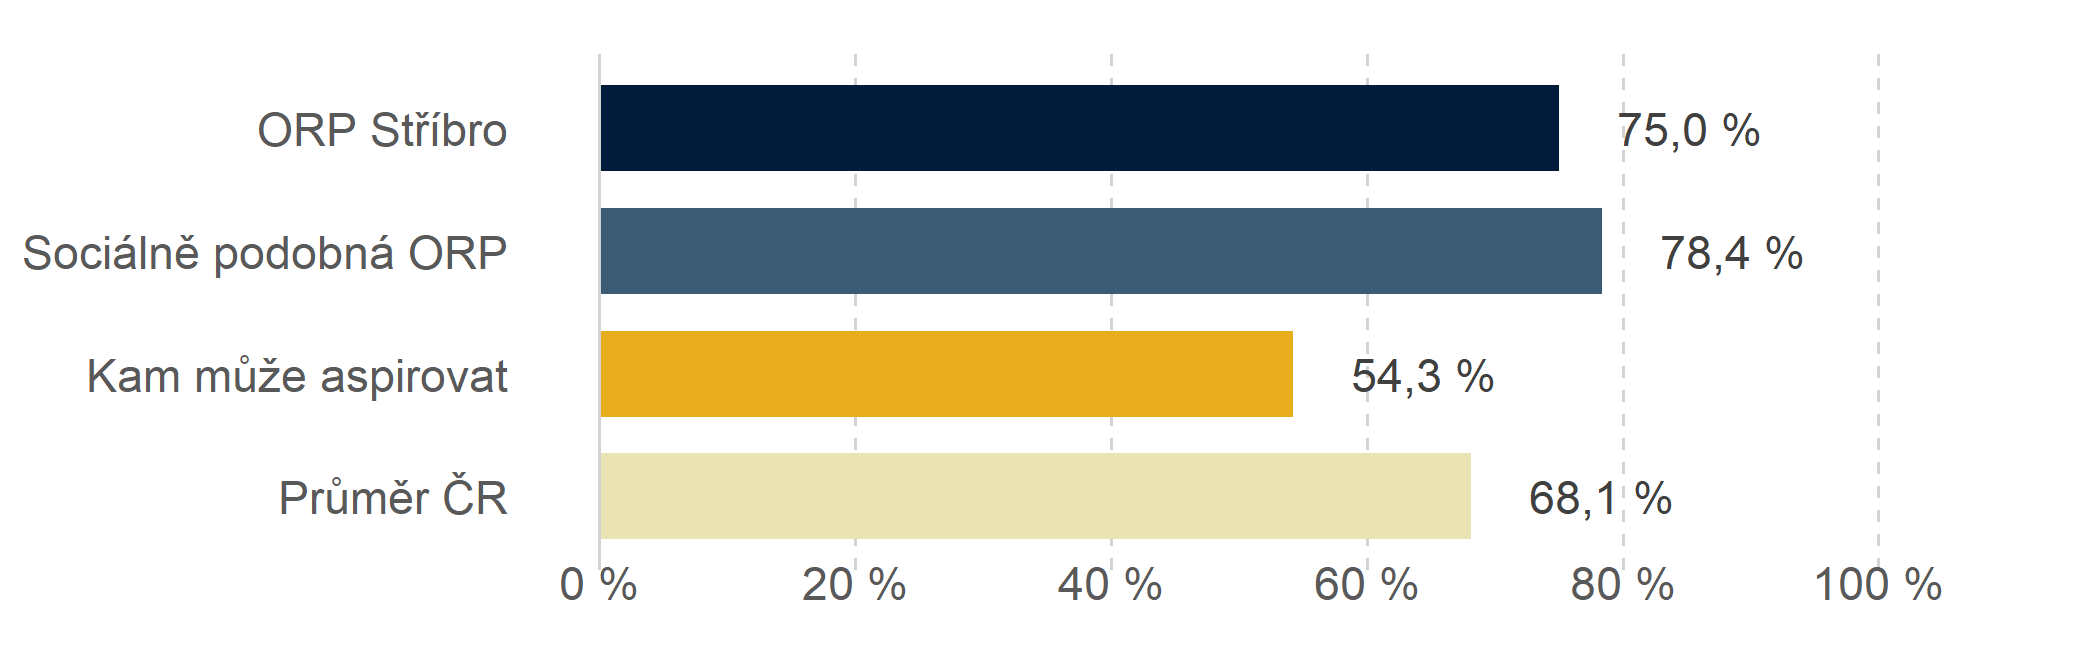 ORP Stříbro
75,0 %
Sociálně podobná ORP
78,4 %
Kam může aspirovat
54,3 %
Průměr ČR
68,1 %
0 %
20 %
40 %
60 %
80 %
100 %